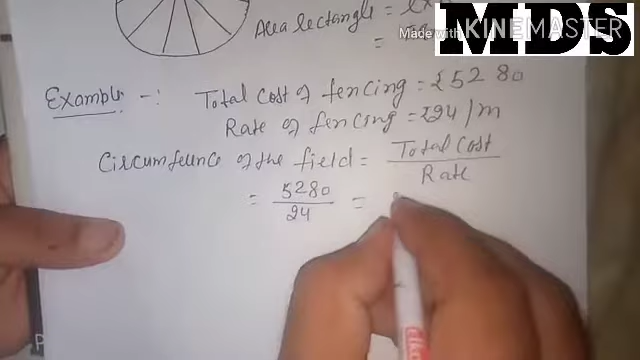 Area rectangle = l×
=
MDS
Made with KINEMASTER
Example -: Total Cost of fencing = ₹5280
Rate of fencing = ₹24/m
Circumfeence of the field = Total Cost
Rate
= 5280 =
24